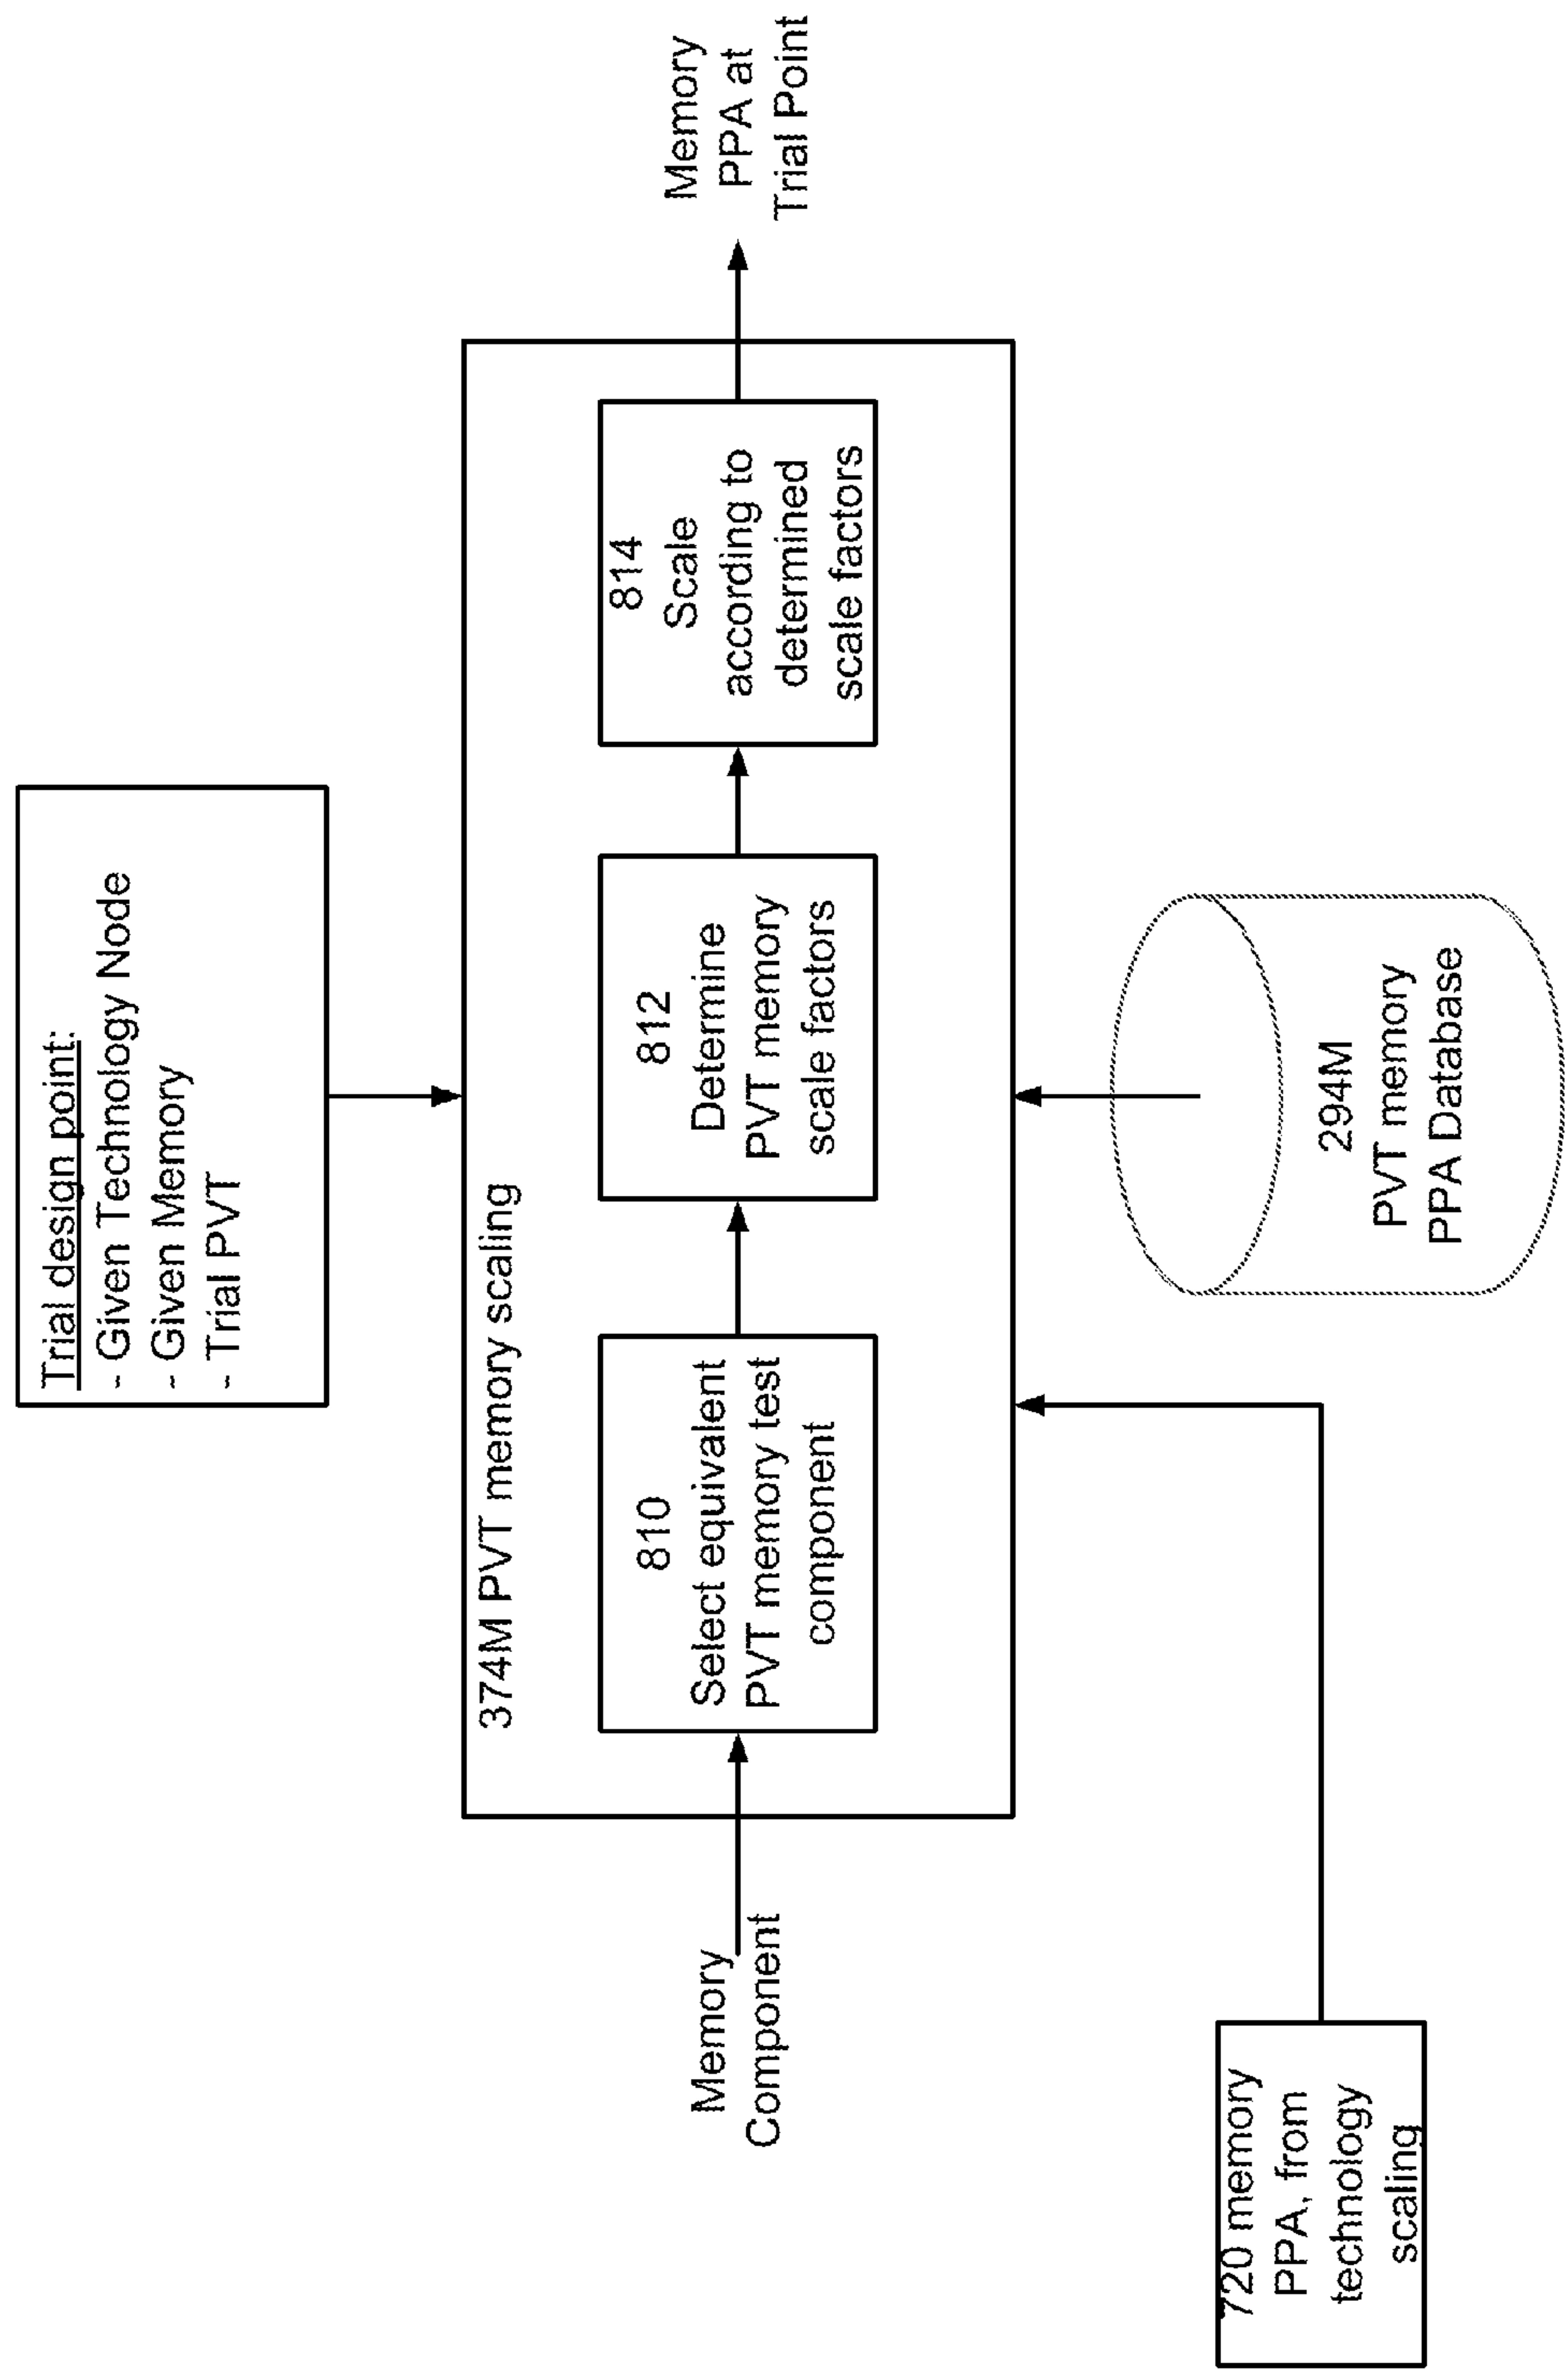 Trial design point:
- Given Technology Node
- Given Memory
- Trial PVT
374M PVT memory scaling
Memory
Component
810
Select equivalent
PVT memory test
component
812
Determine
PVT memory
scale factors
814
Scale
according to
determined
scale factors
Memory
PPA at
Trial Point
720 memory
PPA, from
technology
scaling
294M
PVT memory
PPA Database